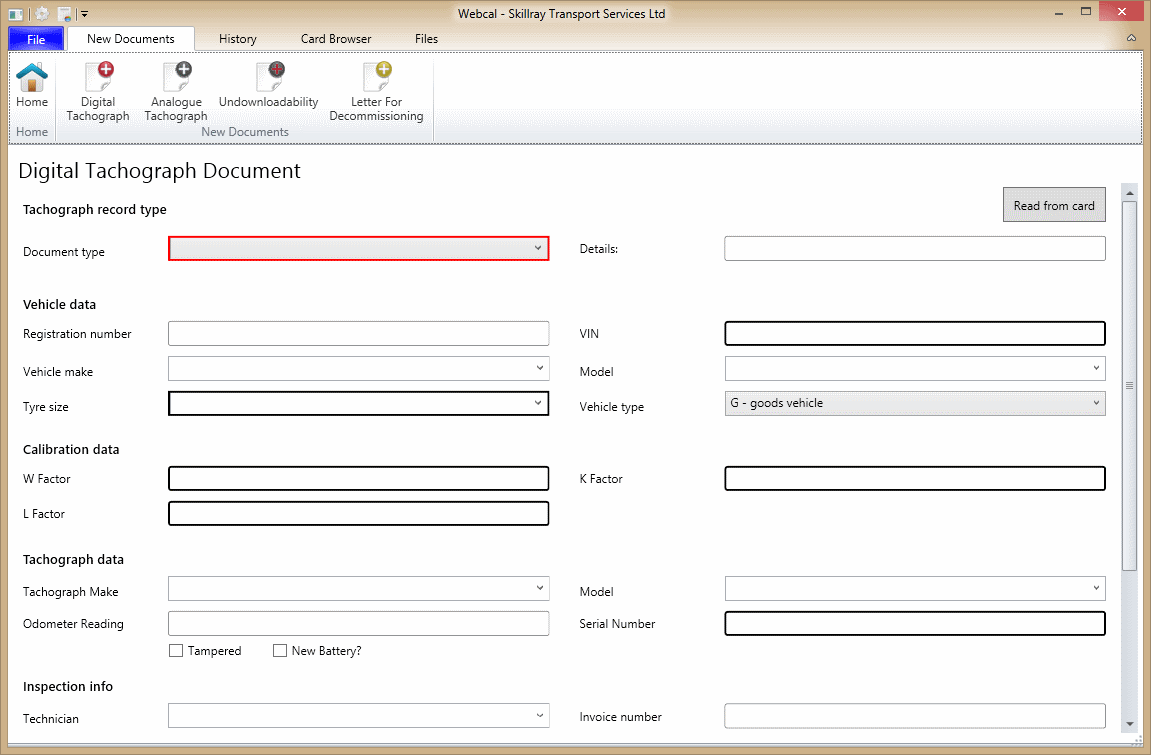 Webcal - Skillray Transport Services Ltd
File New Documents History Card Browser Files
Home
Digital Tachograph
Analogue Tachograph
Undownloadability
Letter For Decommissioning
Home New Documents
Digital Tachograph Document
Tachograph record type
Read from card
Document type
Details:
Vehicle data
Registration number
VIN
Vehicle make
Model
Tyre size
Vehicle type
G - goods vehicle
Calibration data
W Factor
K Factor
L Factor
Tachograph data
Tachograph Make
Model
Odometer Reading
Serial Number
Tampered
New Battery?
Inspection info
Technician
Invoice number